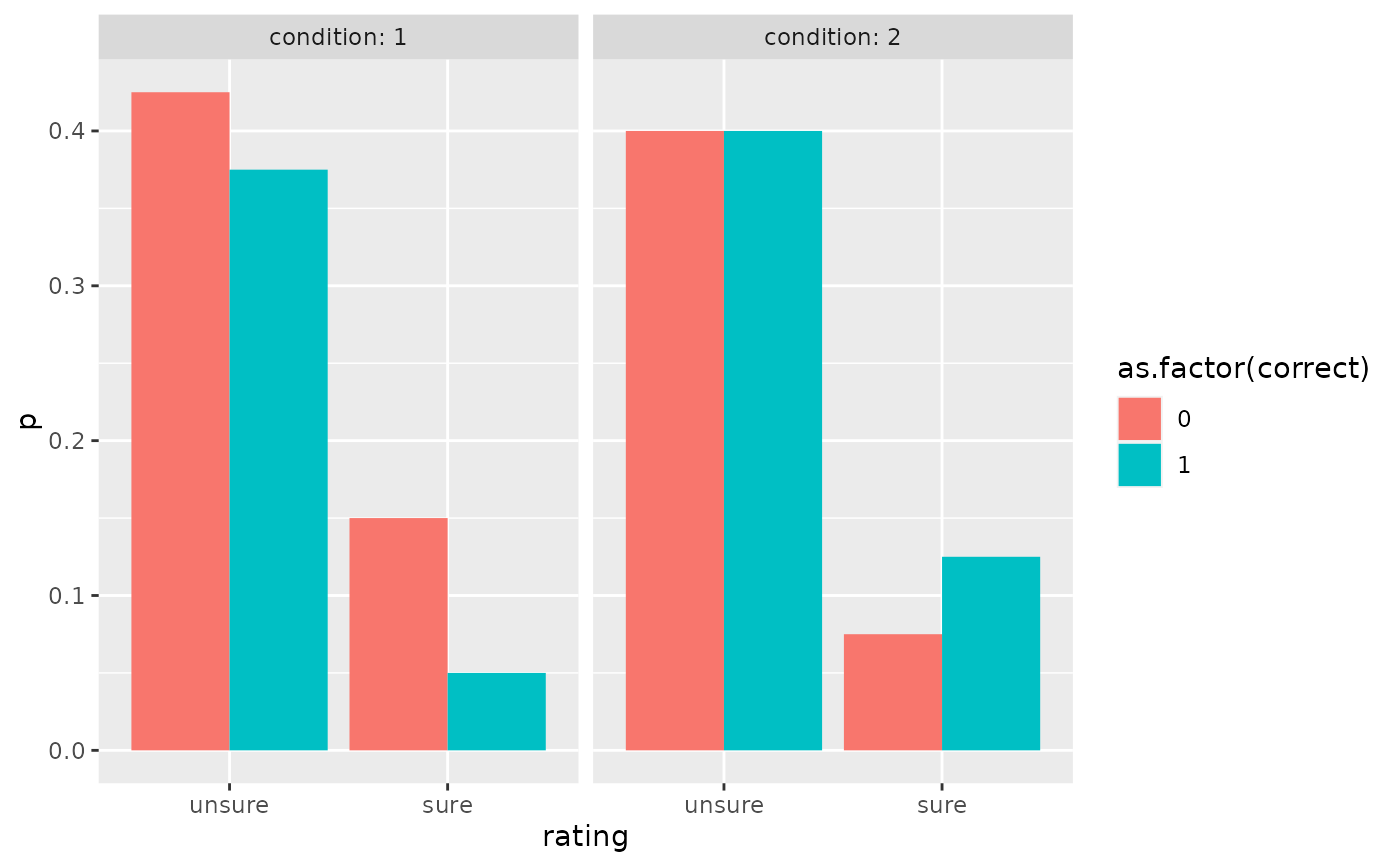 condition: 1
condition: 2
0.4
0.3
0.2
0.1
0.0
p
unsure
sure
unsure
sure
rating
as.factor(correct)
0
1